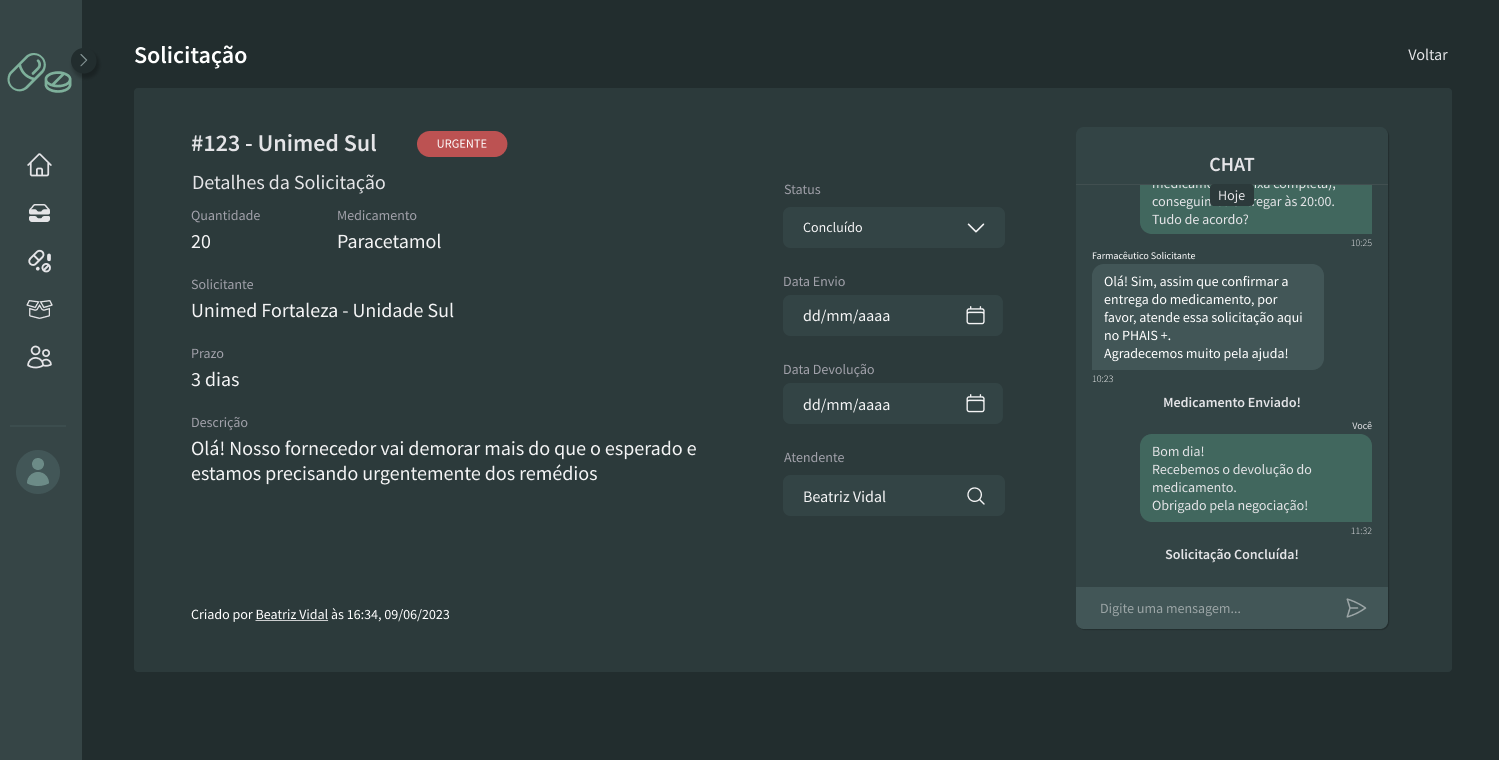 Solicitação
Voltar
#123 - Unimed Sul
URGENTE
Detalhes da Solicitação
Quantidade
Medicamento
20
Paracetamol
Solicitante
Unimed Fortaleza - Unidade Sul
Prazo
3 dias
Descrição
Olá! Nosso fornecedor vai demorar mais do que o esperado e
estamos precisando urgentemente dos remédios
Criado por Beatriz Vidal às 16:34, 09/06/2023
Status
Concluído
Data Envio
dd/mm/aaaa
Data Devolução
dd/mm/aaaa
Atendente
Beatriz Vidal
CHAT
Hoje
às 20:00.
Tudo de acordo?
10:25
Farmacêutico Solicitante
Olá! Sim, assim que confirmar a
entrega do medicamento, por
favor, atende essa solicitação aqui
no PHAIS +.
Agradecemos muito pela ajuda!
10:23
Medicamento Enviado!
Você
Bom dia!
Recebemos o devolução do
medicamento.
Obrigado pela negociação!
11:32
Solicitação Concluída!
Digite uma mensagem...